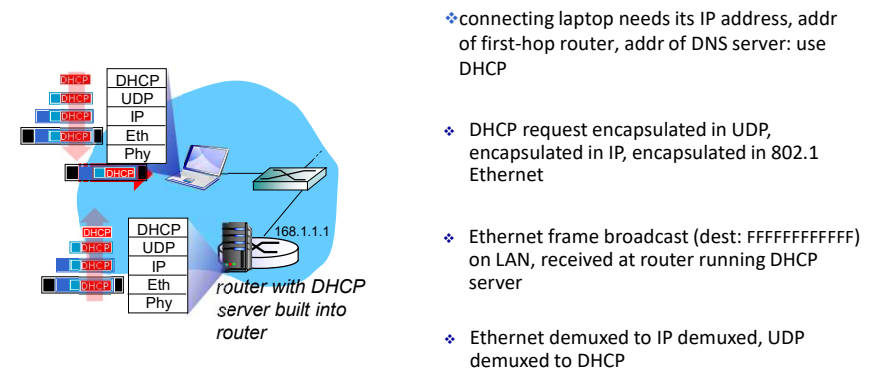 DHCP
DHCP
DHCP
DHCP
DHCP
DHCP
UDP
IP
Eth
Phy
DHCP
DHCP
DHCP
DHCP
DHCP
UDP
IP
Eth
Phy
168.1.1.1
router with DHCP
server built into
router
❖connecting laptop needs its IP address, addr
of first-hop router, addr of DNS server: use
DHCP
❖ DHCP request encapsulated in UDP,
encapsulated in IP, encapsulated in 802.1
Ethernet
❖ Ethernet frame broadcast (dest: FFFFFFFFFFFF)
on LAN, received at router running DHCP
server
❖ Ethernet demuxed to IP demuxed, UDP
demuxed to DHCP